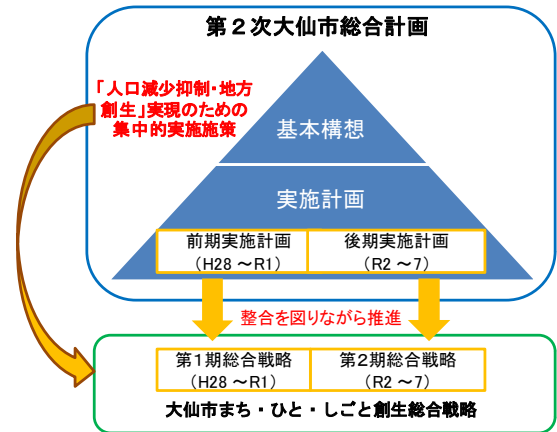 第２次大仙市総合計画
「人口減少抑制・地方
創生」実現のための
集中的実施施策
基本構想
実施計画
前期実施計画
（H28 ～R1）
後期実施計画
（R2 ～7）
整合を図りながら推進
第１期総合戦略
（H28 ～R1）
第２期総合戦略
（R2 ～7）
大仙市まち・ひと・しごと創生総合戦略